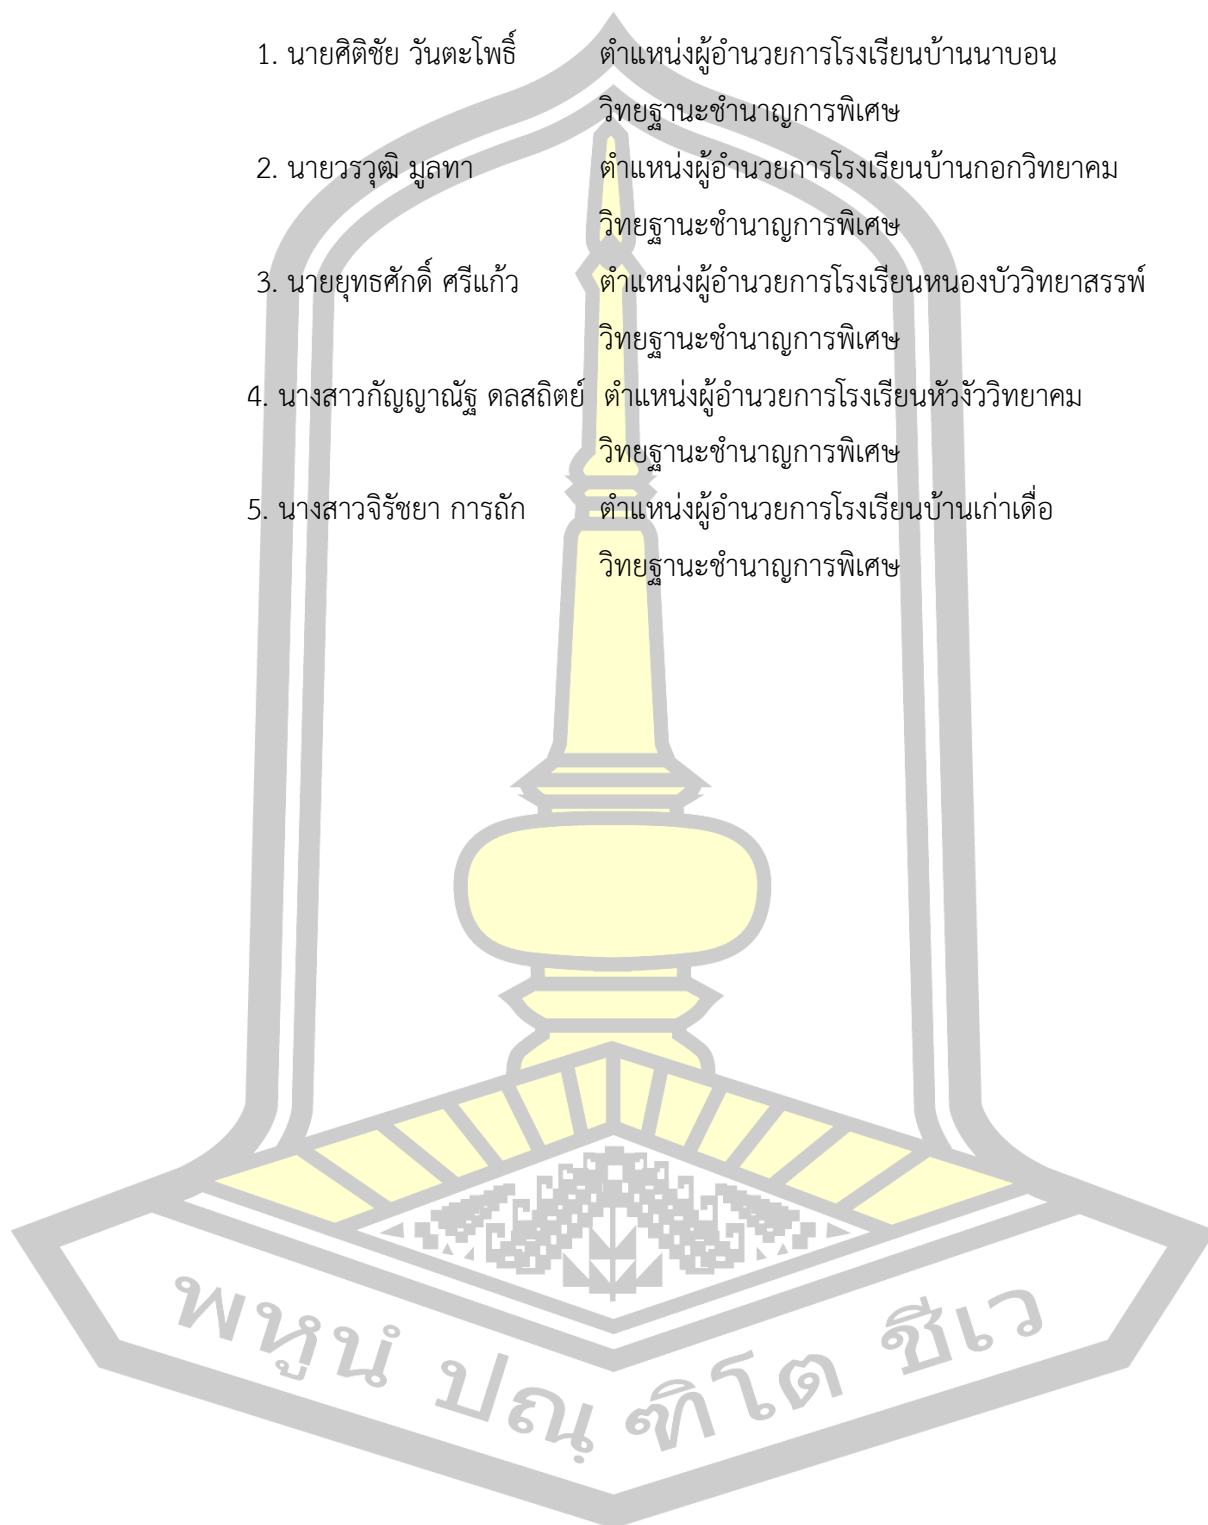 1. นายศิติชัย วันตะโพธิ์ ตำแหน่งผู้อำนวยการโรงเรียนบ้านนาบอน
วิทยฐานะชำนาญการพิเศษ
2. นายวรวุฒิ มูลทา ตำแหน่งผู้อำนวยการโรงเรียนบ้านกอกวิทยาคม
วิทยฐานะชำนาญการพิเศษ
3. นายยุทธศักดิ์ ศรีแก้ว ตำแหน่งผู้อำนวยการโรงเรียนหนองบัววิทยาสรรพ์
วิทยฐานะชำนาญการพิเศษ
4. นางสาวกัญญาณัฐ ดลสถิตย์ ตำแหน่งผู้อำนวยการโรงเรียนหัวงัววิทยาคม
วิทยฐานะชำนาญการพิเศษ
5. นางสาวจิรัชยา การถัก ตำแหน่งผู้อำนวยการโรงเรียนบ้านเก่าเดื่อ
วิทยฐานะชำนาญการพิเศษ
พหูนํ ปณฺ ฑิโต ชีเว